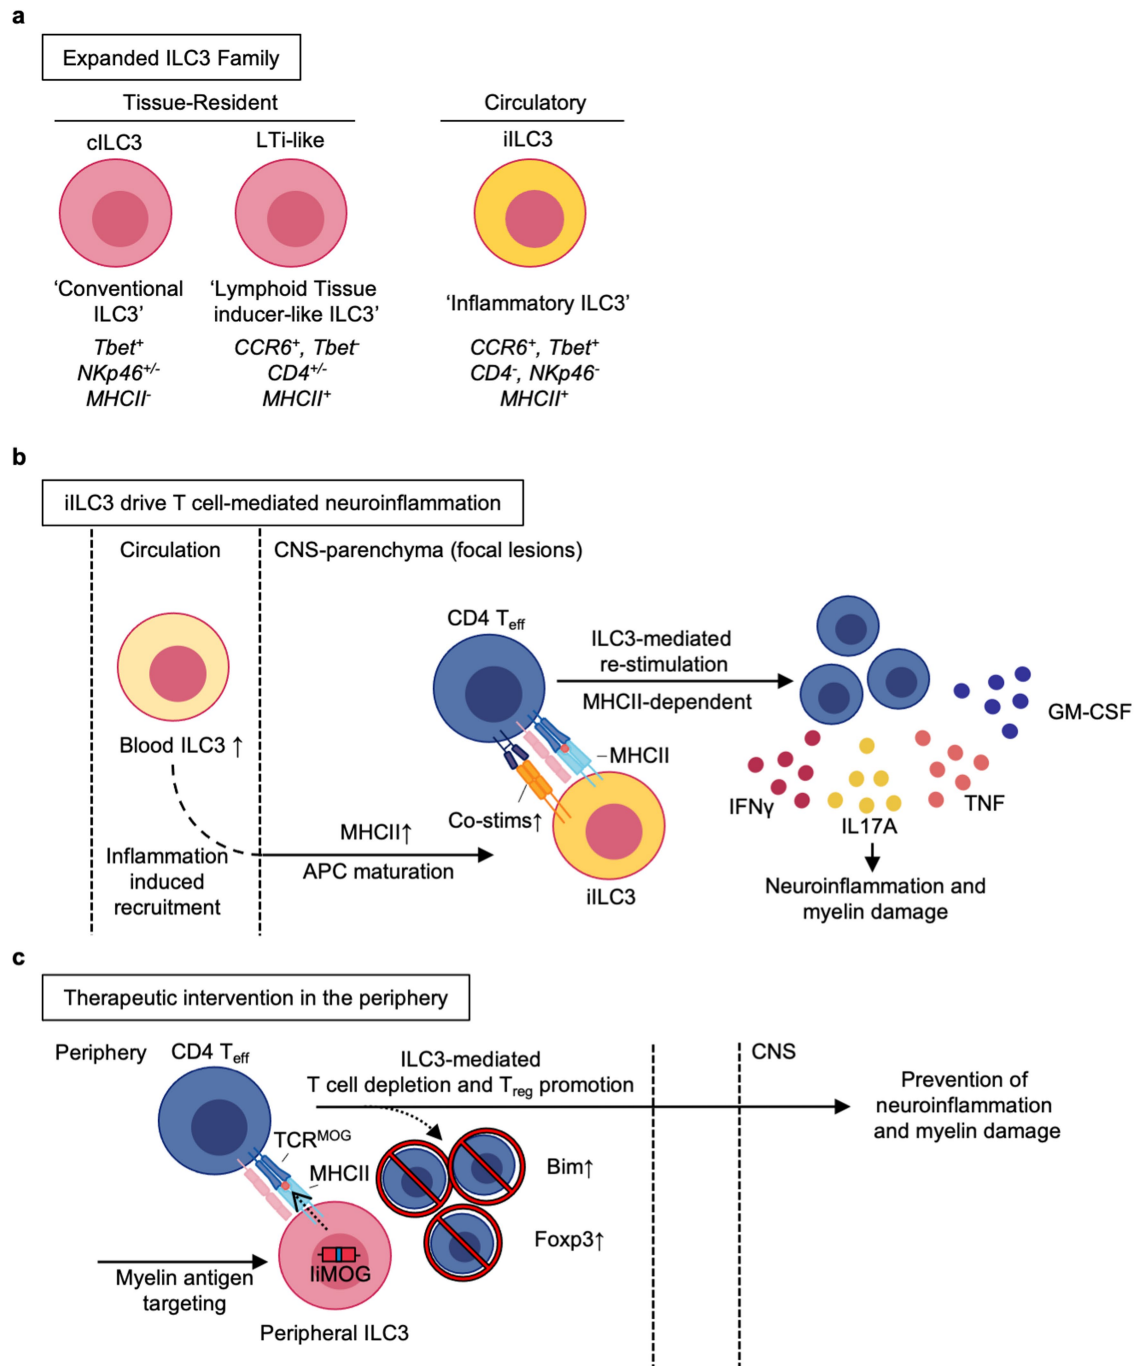 a
Expanded ILC3 Family
Tissue-Resident
Circulatory
cILC3
LTi-like
iILC3
‘Conventional
ILC3’
‘Lymphoid Tissue
inducer-like ILC3’
‘Inflammatory ILC3’
Tbet⁺
NKp46⁺/⁻
MHCII⁻
CCR6⁺, Tbet⁻
CD4⁺/⁻
MHCII⁺
CCR6⁺, Tbet⁺
CD4⁻, NKp46⁻
MHCII⁺
b
iILC3 drive T cell-mediated neuroinflammation
Circulation
CNS-parenchyma (focal lesions)
Blood ILC3 ↑
Inflammation
induced
recruitment
MHCII↑
APC maturation
CD4 Teff
MHCII
Co-stims↑
iILC3
ILC3-mediated
re-stimulation
MHCII-dependent
GM-CSF
IFNγ
IL17A
TNF
Neuroinflammation and
myelin damage
c
Therapeutic intervention in the periphery
Periphery
CD4 Teff
TCRᴹᴼᴳ
MHCII
IiMOG
Myelin antigen
targeting
Peripheral ILC3
ILC3-mediated
T cell depletion and Treg promotion
Bim↑
Foxp3↑
CNS
Prevention of
neuroinflammation
and myelin damage